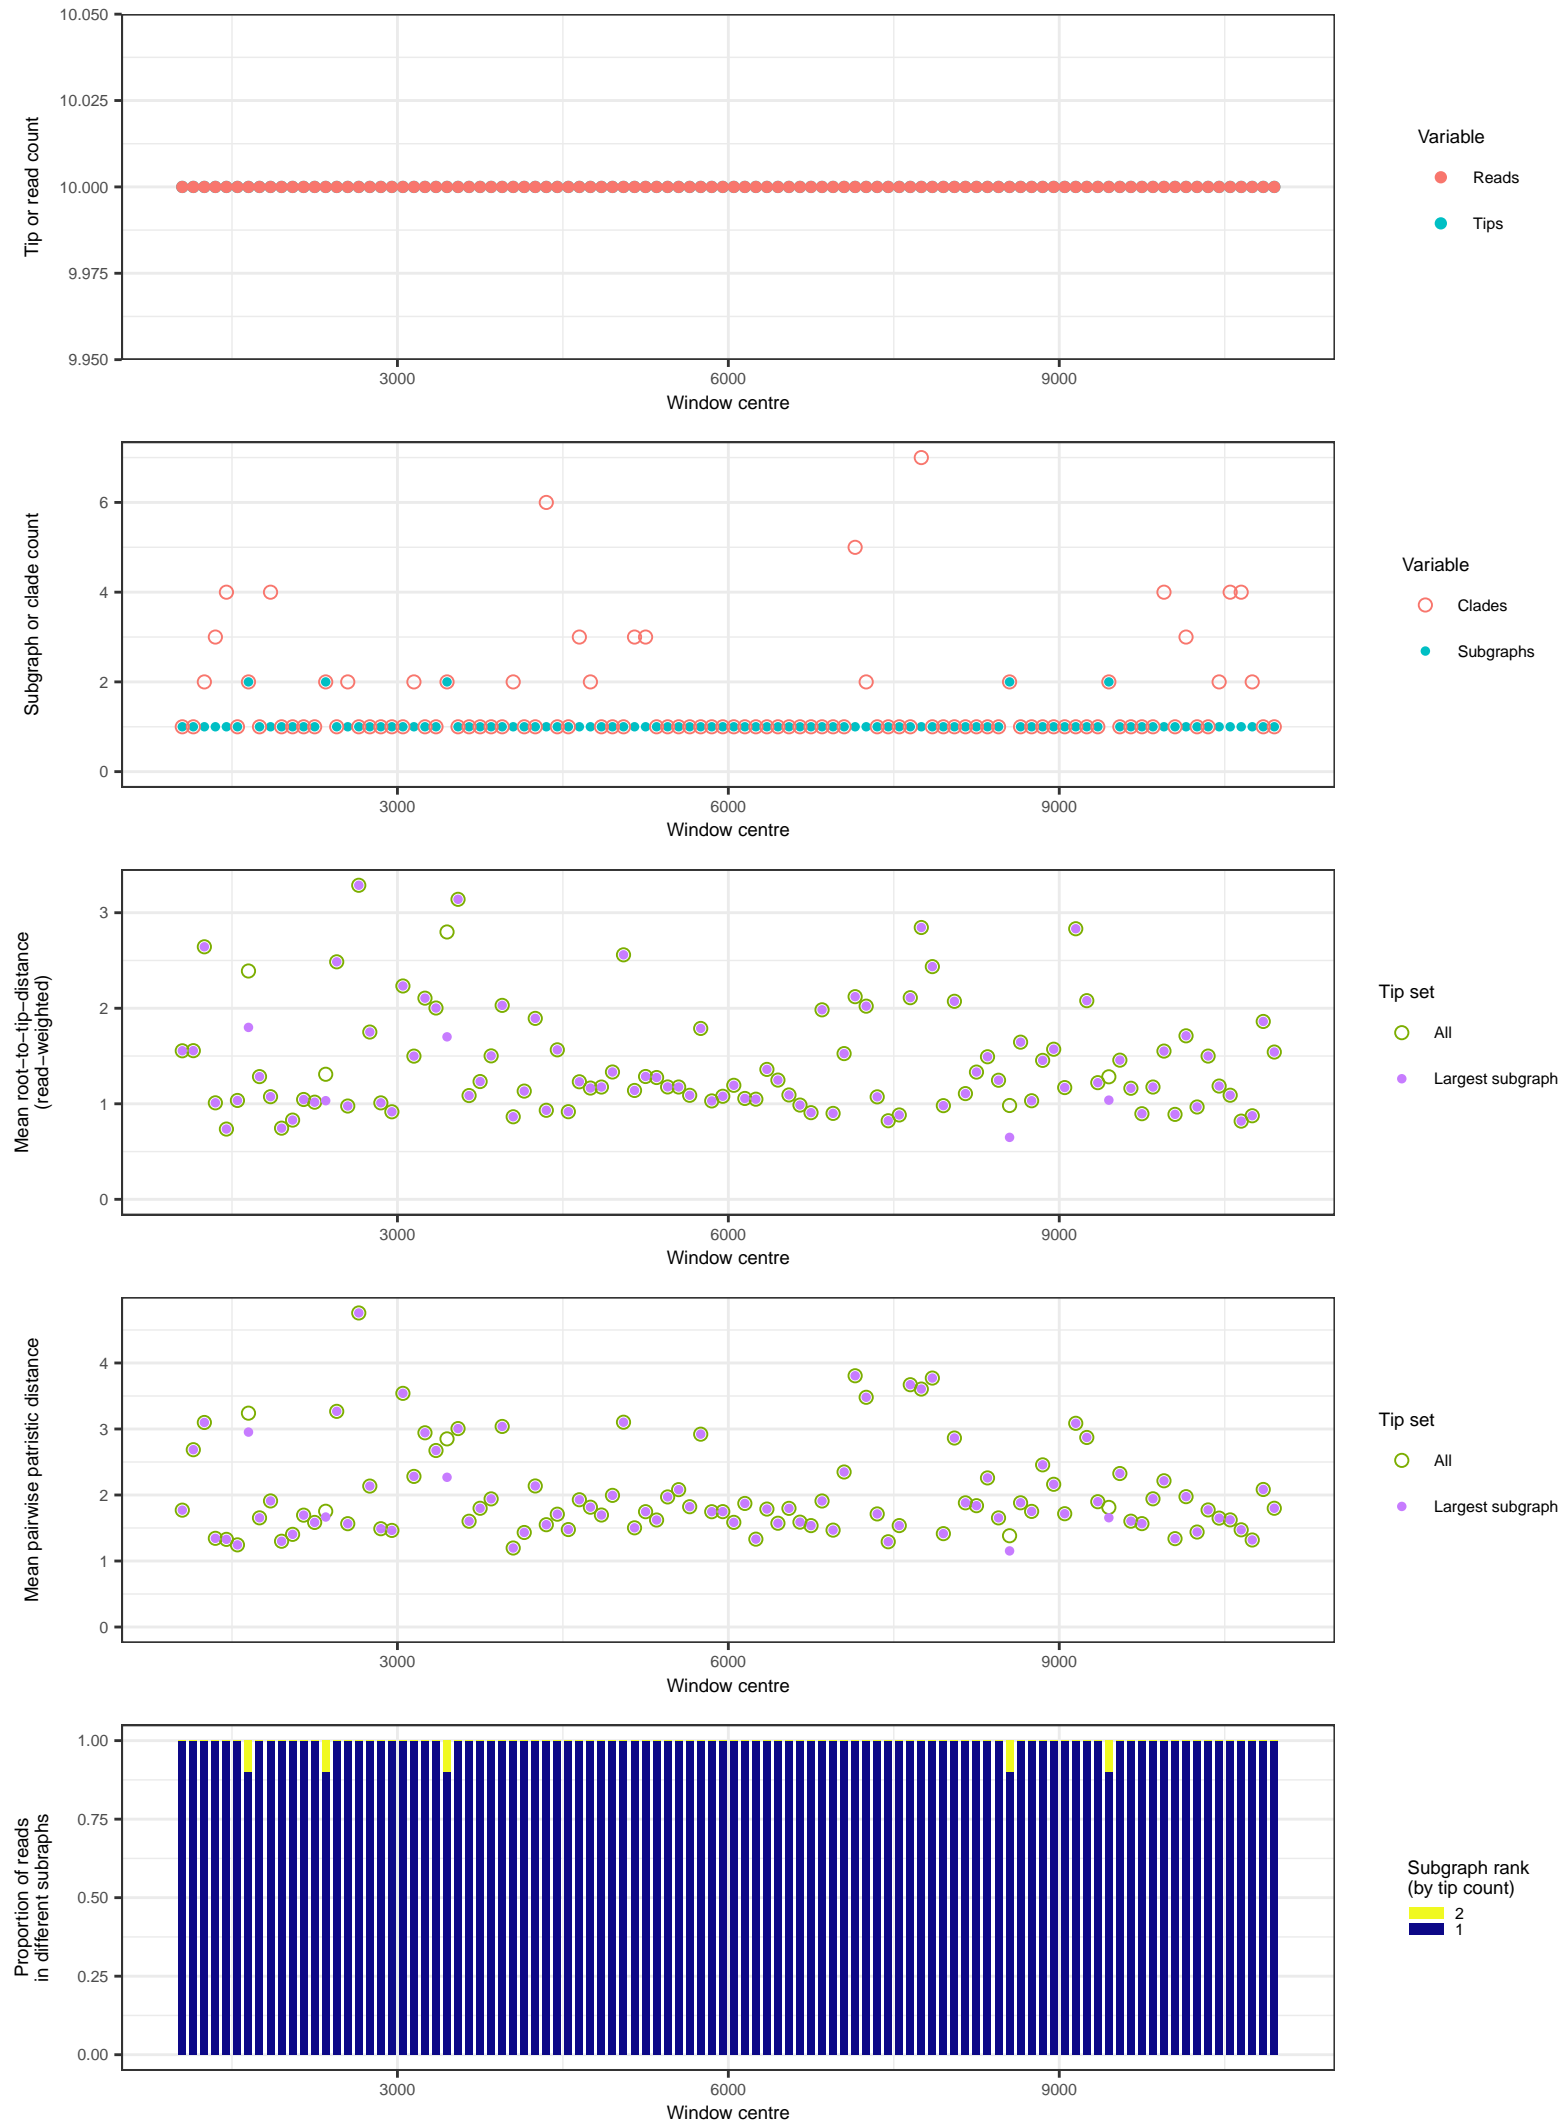 10.050
10.025
10.000
9.975
9.950
Tip or read count
3000
6000
9000
Window centre
Variable
Reads
Tips
6
4
2
0
Subgraph or clade count
3000
6000
9000
Window centre
Variable
Clades
Subgraphs
3
2
1
0
Mean root−to−tip−distance
(read−weighted)
3000
6000
9000
Window centre
Tip set
All
Largest subgraph
4
3
2
1
0
Mean pairwise patristic distance
3000
6000
9000
Window centre
Tip set
All
Largest subgraph
1.00
0.75
0.50
0.25
0.00
Proportion of reads
in different subraphs
3000
6000
9000
Window centre
Subgraph rank
(by tip count)
2
1